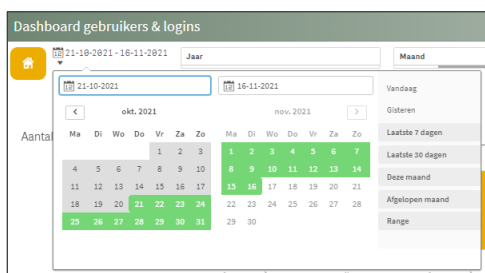 Dashboard gebruikers & logins
21-10-2021 - 16-11-2021
Jaar
Maand
21-10-2021
16-11-2021
Vandaag
Gisteren
Laatste 7 dagen
Laatste 30 dagen
Deze maand
Afgelopen maand
Range
< okt. 2021
Ma Di Wo Do Vr Za Zo
1 2 3
4 5 6 7 8 9 10
11 12 13 14 15 16 17
18 19 20 21 22 23 24
25 26 27 28 29 30 31
nov. 2021 >
Ma Di Wo Do Vr Za Zo
1 2 3 4 5 6 7
8 9 10 11 12 13 14
15 16 17 18 19 20 21
22 23 24 25 26 27 28
29 30
Aantal